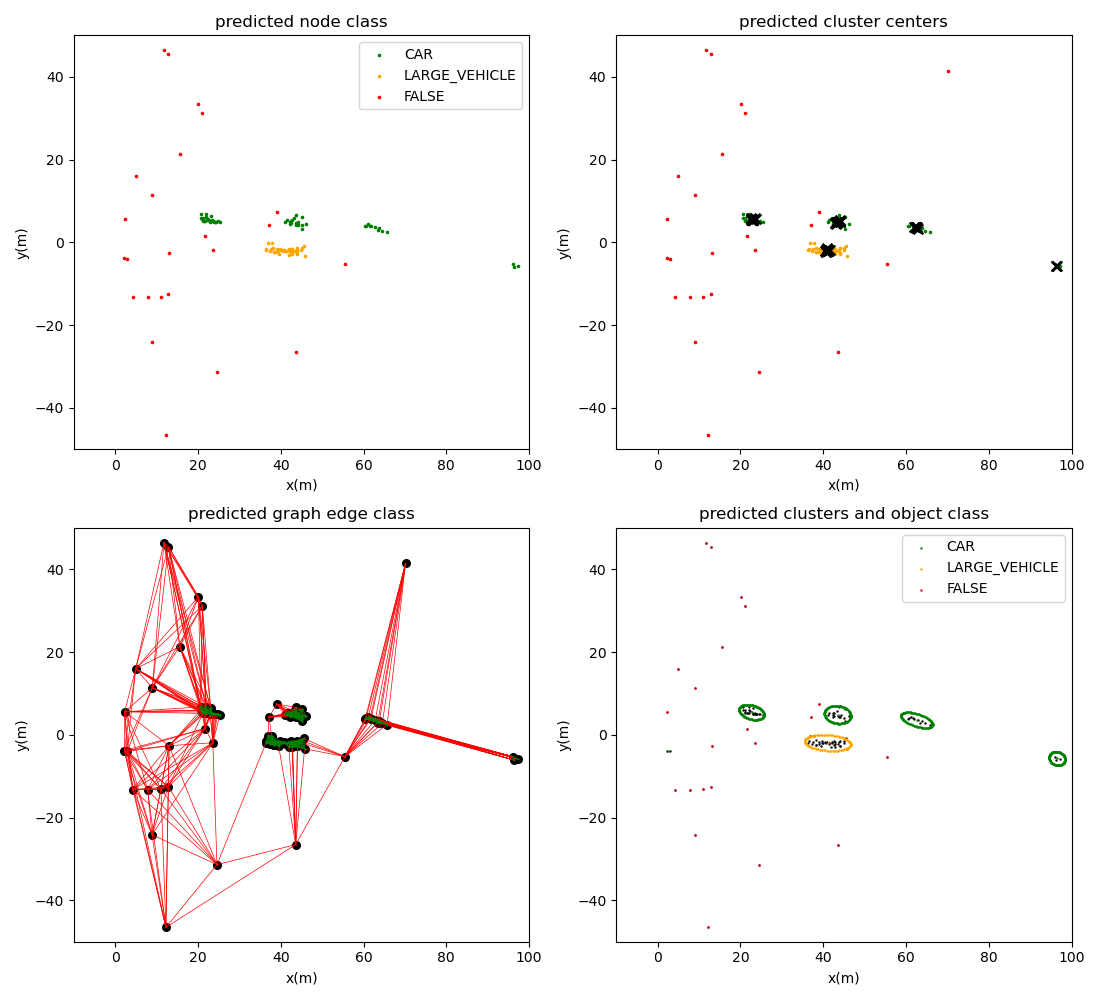 predicted node class
CAR
LARGE_VEHICLE
FALSE
40
20
0
−20
−40
y(m)
0 20 40 60 80 100
x(m)
predicted cluster centers
40
20
0
−20
−40
y(m)
0 20 40 60 80 100
x(m)
predicted graph edge class
40
20
0
−20
−40
y(m)
0 20 40 60 80 100
x(m)
predicted clusters and object class
CAR
LARGE_VEHICLE
FALSE
40
20
0
−20
−40
y(m)
0 20 40 60 80 100
x(m)